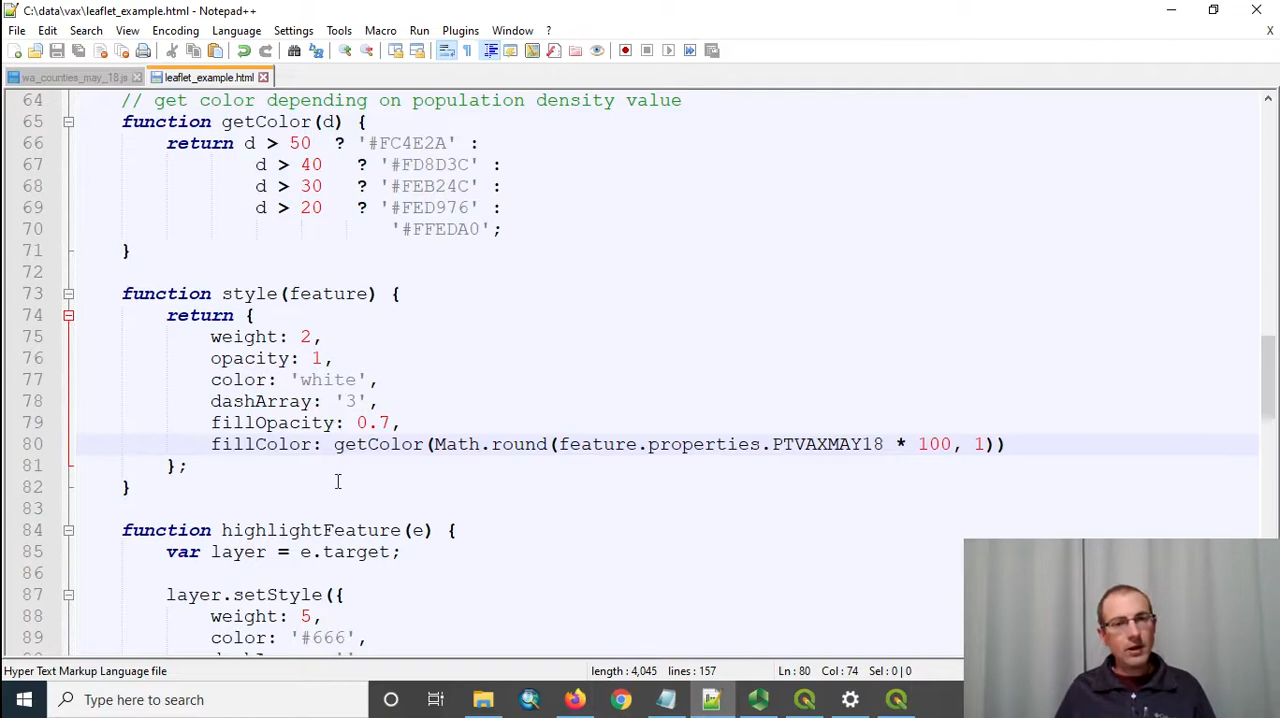 C:\data\vax\leaflet_example.html - Notepad++
File Edit Search View Encoding Language Settings Tools Macro Run Plugins Window ? X
wa_counties_may_18.js leaflet_example.html
64 // get color depending on population density value
65 function getColor(d) {
66 return d > 50 ? '#FC4E2A' :
67 d > 40 ? '#FD8D3C' :
68 d > 30 ? '#FEB24C' :
69 d > 20 ? '#FED976' :
70 '#FFEDA0';
71 }
72
73 function style(feature) {
74 return {
75 weight: 2,
76 opacity: 1,
77 color: 'white',
78 dashArray: '3',
79 fillOpacity: 0.7,
80 fillColor: getColor(Math.round(feature.properties.PTVAXMAY18 * 100, 1))
81 };
82 }
83
84 function highlightFeature(e) {
85 var layer = e.target;
86
87 layer.setStyle({
88 weight: 5,
89 color: '#666',
Hyper Text Markup Language file length : 4,045 lines : 157 Ln : 80 Col : 74 Sel : 0 | 0
Type here to search